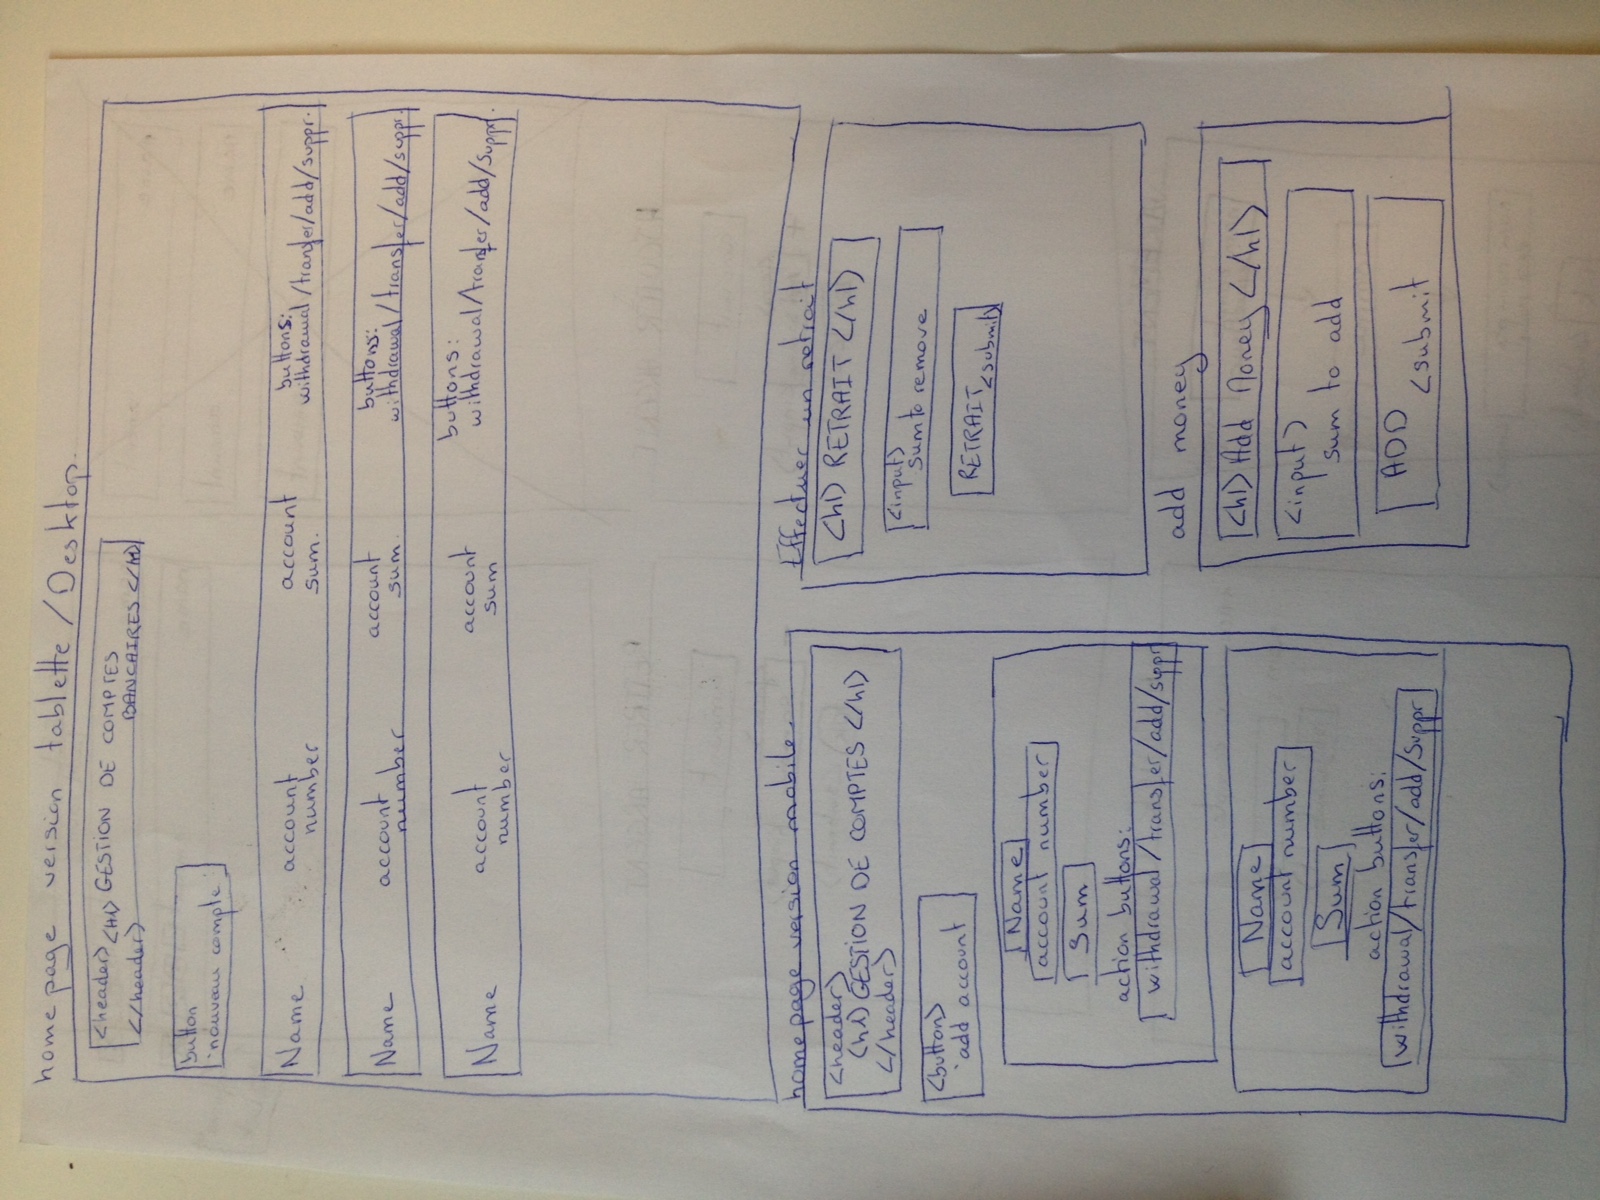 homepage version tablette / Desktop.
<header> <H1> GESTION DE COMPTES
</header> BANCAIRES </h1>
button
'nouveau compte'
Name account account buttons:
number sum. withdrawal/transfer/add/suppr.
Name account account buttons:
number sum. withdrawal/transfer/add/suppr.
Name account account buttons:
number sum withdrawal/transfer/add/suppr.
homepage version mobile.
<header>
<h1> GESTION DE COMPTES </h1>
</header>
<button>
'add account
Name
account number
Sum
action buttons:
withdrawal/transfer/add/suppr
Name
account number
Sum
action buttons:
withdrawal/transfer/add/suppr
Effectuer un retrait
<h1> RETRAIT </h1>
<input>
sum to remove
RETRAIT <submit>
add money
<h1> Add Money </h1>
<input>
sum to add
ADD
<submit